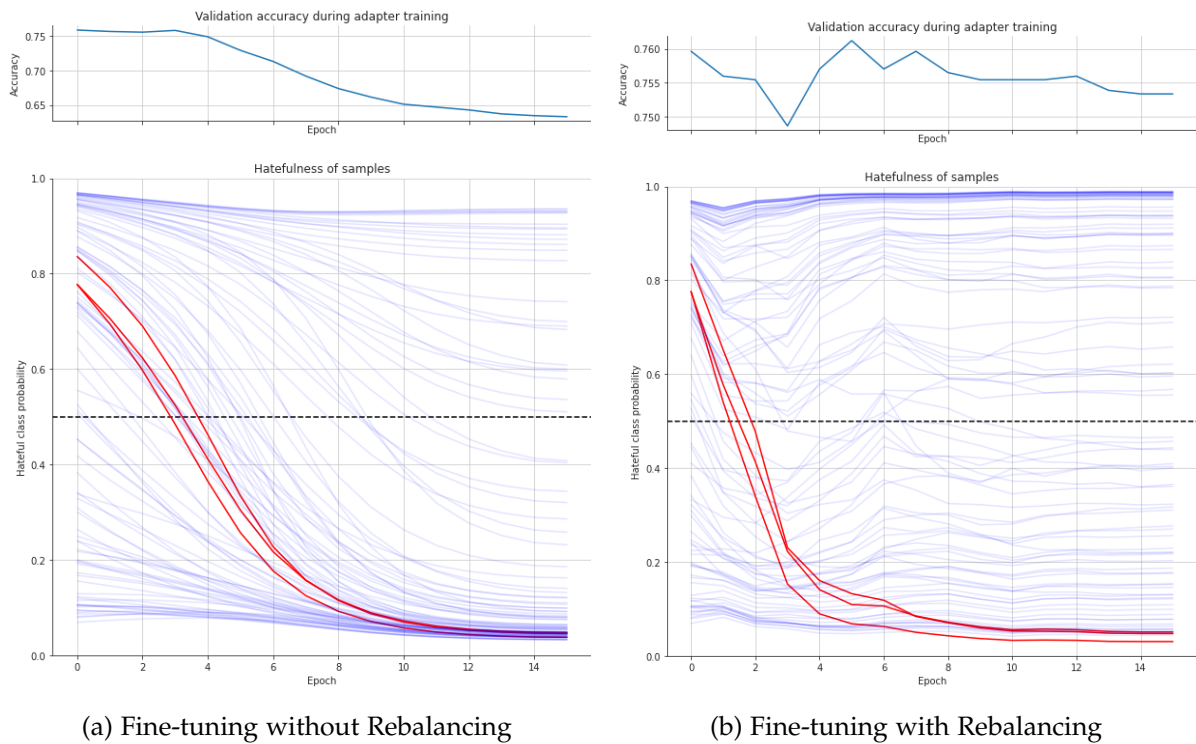 Validation accuracy during adapter training
0.75
0.70
0.65
Accuracy
Epoch
Hatefulness of samples
1.0
0.8
0.6
0.4
0.2
0.0
Hateful class probability
0 2 4 6 8 10 12 14
Epoch
(a) Fine-tuning without Rebalancing
Validation accuracy during adapter training
0.760
0.755
0.750
Accuracy
Epoch
Hatefulness of samples
1.0
0.8
0.6
0.4
0.2
0.0
Hateful class probability
0 2 4 6 8 10 12 14
Epoch
(b) Fine-tuning with Rebalancing